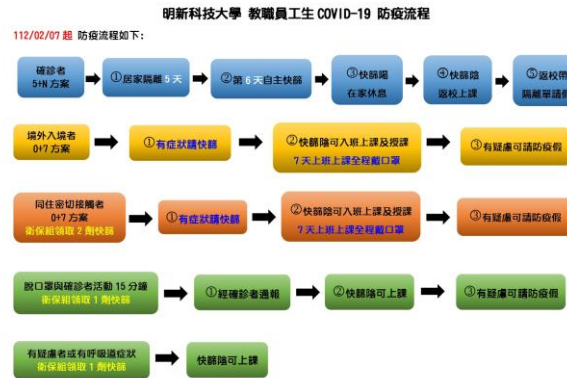 明新科技大學 教職員工生 COVID-19 防疫流程
112/02/07 起 防疫流程如下：
確診者
5+N 方案
①居家隔離 5 天
②第 6 天自主快篩
③快篩陽
在家休息
④快篩陰
返校上課
⑤返校帶
隔離單請假
境外入境者
0+7 方案
①有症狀請快篩
②快篩陰可入班上課及授課
7 天上班上課全程戴口罩
③有疑慮可請防疫假
同住密切接觸者
0+7 方案
衛保組領取 2 劑快篩
①有症狀請快篩
②快篩陰可入班上課及授課
7 天上班上課全程戴口罩
③有疑慮可請防疫假
脫口罩與確診者活動 15 分鐘
衛保組領取 1 劑快篩
①經確診者通報
②快篩陰可上課
③有疑慮可請防疫假
有疑慮者或有呼吸道症狀
衛保組領取 1 劑快篩
快篩陰可上課